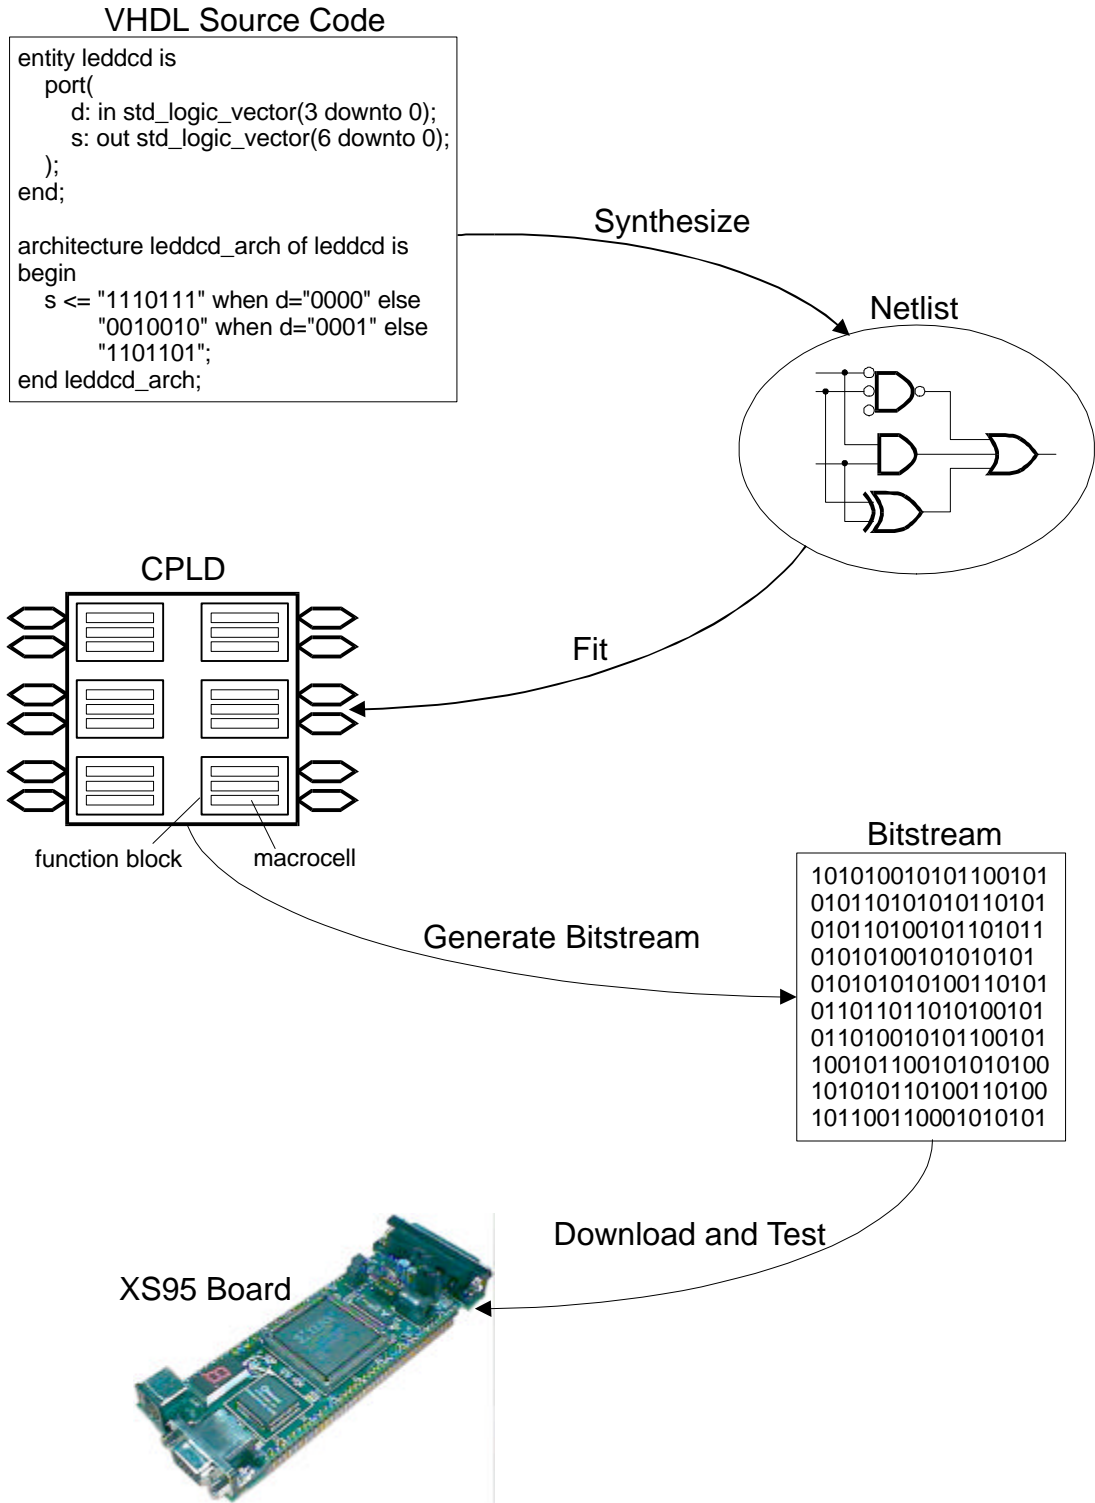 VHDL Source Code
entity leddcd is
port(
d: in std_logic_vector(3 downto 0);
s: out std_logic_vector(6 downto 0);
);
end;
architecture leddcd_arch of leddcd is
begin
s <= "1110111" when d="0000" else
"0010010" when d="0001" else
"1101101";
end leddcd_arch;
Synthesize
Netlist
CPLD
Fit
function block
macrocell
Generate Bitstream
Bitstream
101010010101100101
010110101010110101
010110100101101011
01010100101010101
010101010100110101
011011011010100101
011010010101100101
100101100101010100
101010110100110100
101100110001010101
Download and Test
XS95 Board